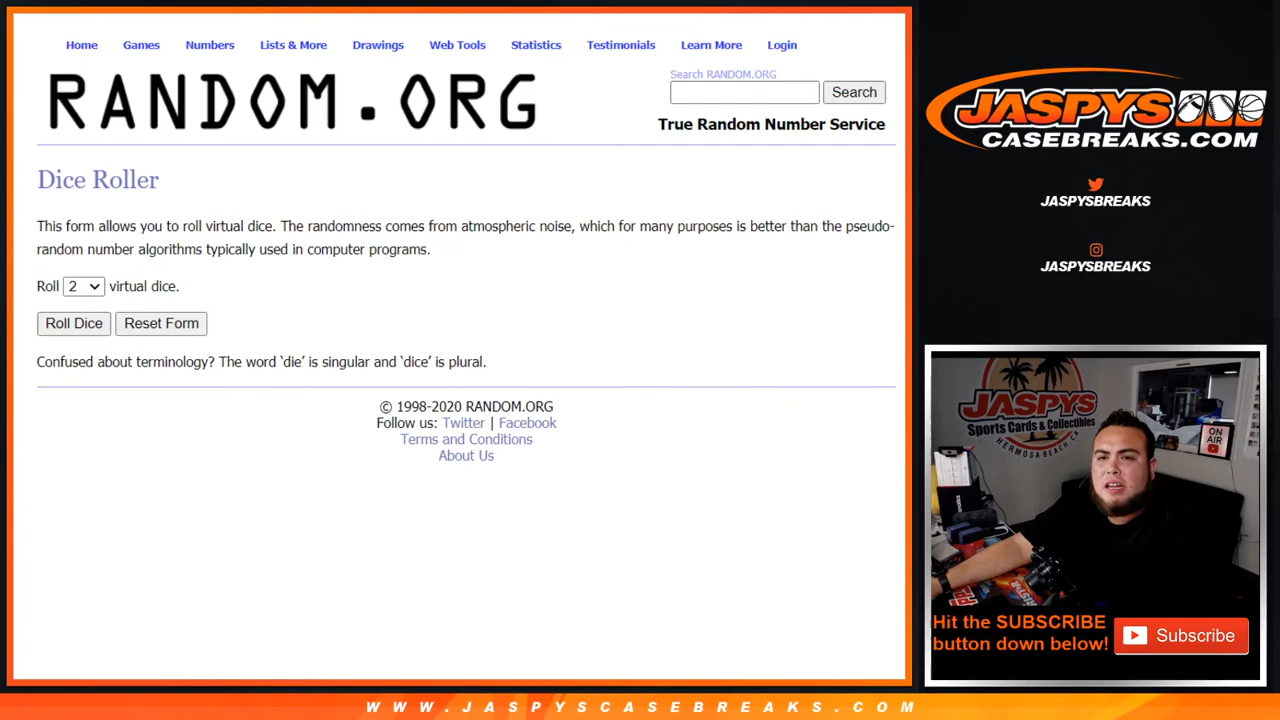 Home Games Numbers Lists & More Drawings Web Tools Statistics Testimonials Learn More Login
RANDOM.ORG
Search RANDOM.ORG
Search
True Random Number Service
Dice Roller
This form allows you to roll virtual dice. The randomness comes from atmospheric noise, which for many purposes is better than the pseudo-
random number algorithms typically used in computer programs.
Roll 2 virtual dice.
Roll Dice Reset Form
Confused about terminology? The word ‘die’ is singular and ‘dice’ is plural.
© 1998-2020 RANDOM.ORG
Follow us: Twitter | Facebook
Terms and Conditions
About Us
JASPYS
CASEBREAKS.COM
JASPYSBREAKS
JASPYSBREAKS
JASPYS
Sports Cards & Collectibles
HERMOSA BEACH, CA
ON
AIR
Hit the SUBSCRIBE
button down below!
Subscribe
WWW.JASPYSCASEBREAKS.COM